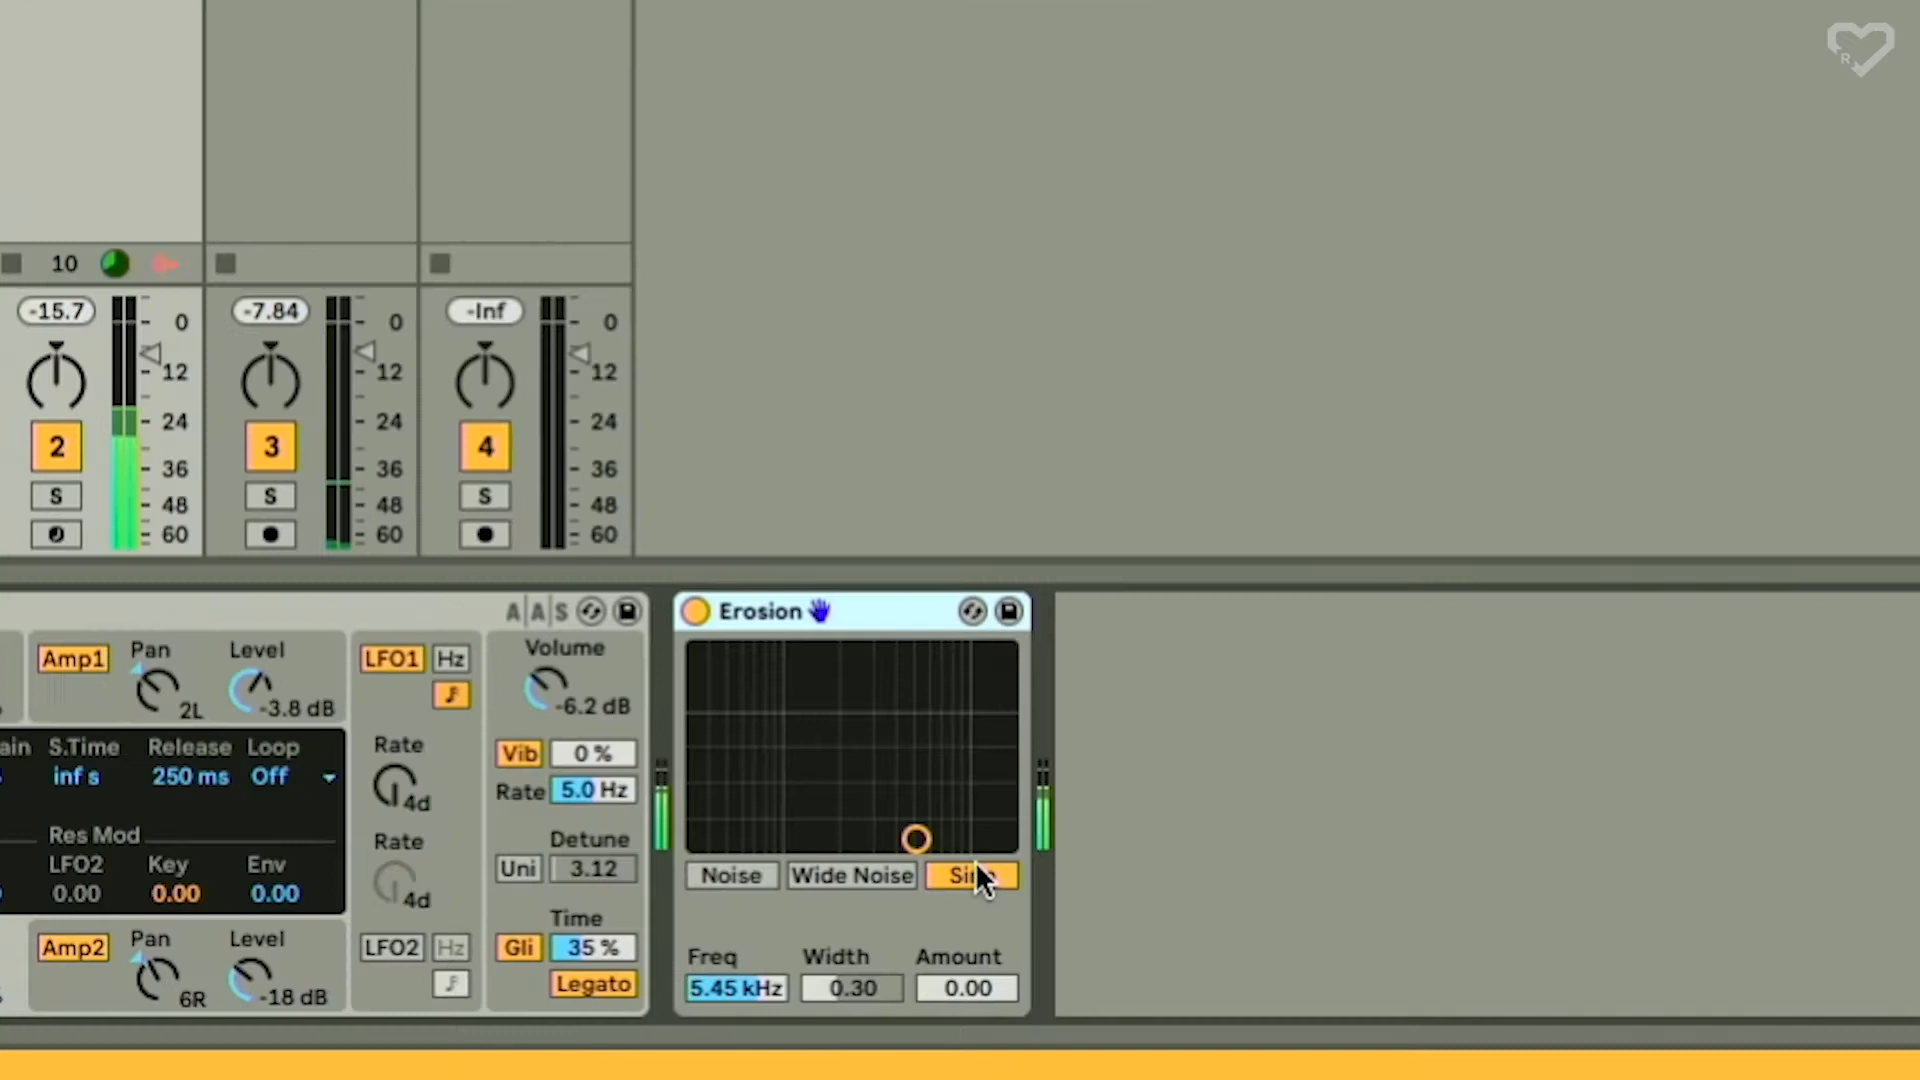 R
10
-15.7
0
12
24
36
48
60
2
S
-7.84
0
12
24
36
48
60
3
S
-Inf
0
12
24
36
48
60
4
S
A|A|S
Amp1
Pan
2L
Level
-3.8 dB
ain
S.Time
inf s
Release
250 ms
Loop
Off
Res Mod
LFO2
0.00
Key
0.00
Env
0.00
Amp2
Pan
6R
Level
-18 dB
LFO1
Hz
Rate
4d
Rate
4d
LFO2
Hz
Volume
-6.2 dB
Vib
0 %
Rate
5.0 Hz
Detune
Uni
3.12
Time
Gli
35 %
Legato
Erosion
Noise
Wide Noise
Freq
5.45 kHz
Width
0.30
Amount
0.00